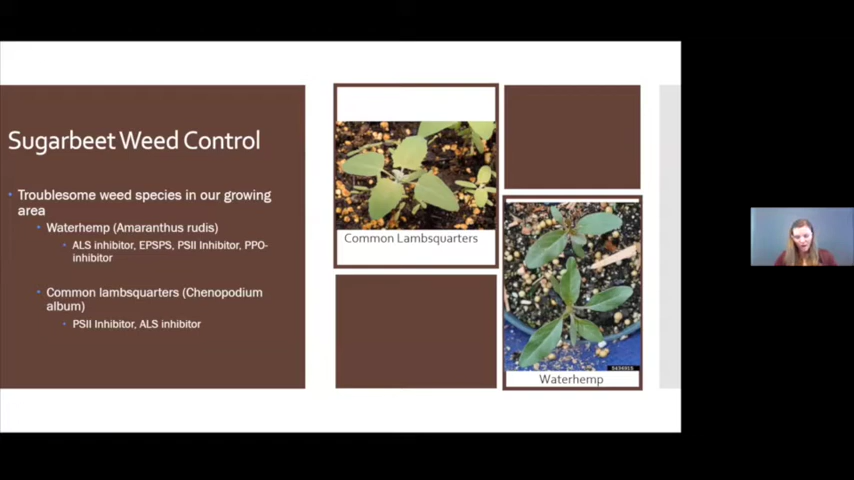 Sugarbeet Weed Control
Troublesome weed species in our growing
area
Waterhemp (Amaranthus rudis)
ALS inhibitor, EPSPS, PSII Inhibitor, PPO-
inhibitor
Common lambsquarters (Chenopodium
album)
PSII Inhibitor, ALS inhibitor
Common Lambsquarters
5436915
Waterhemp